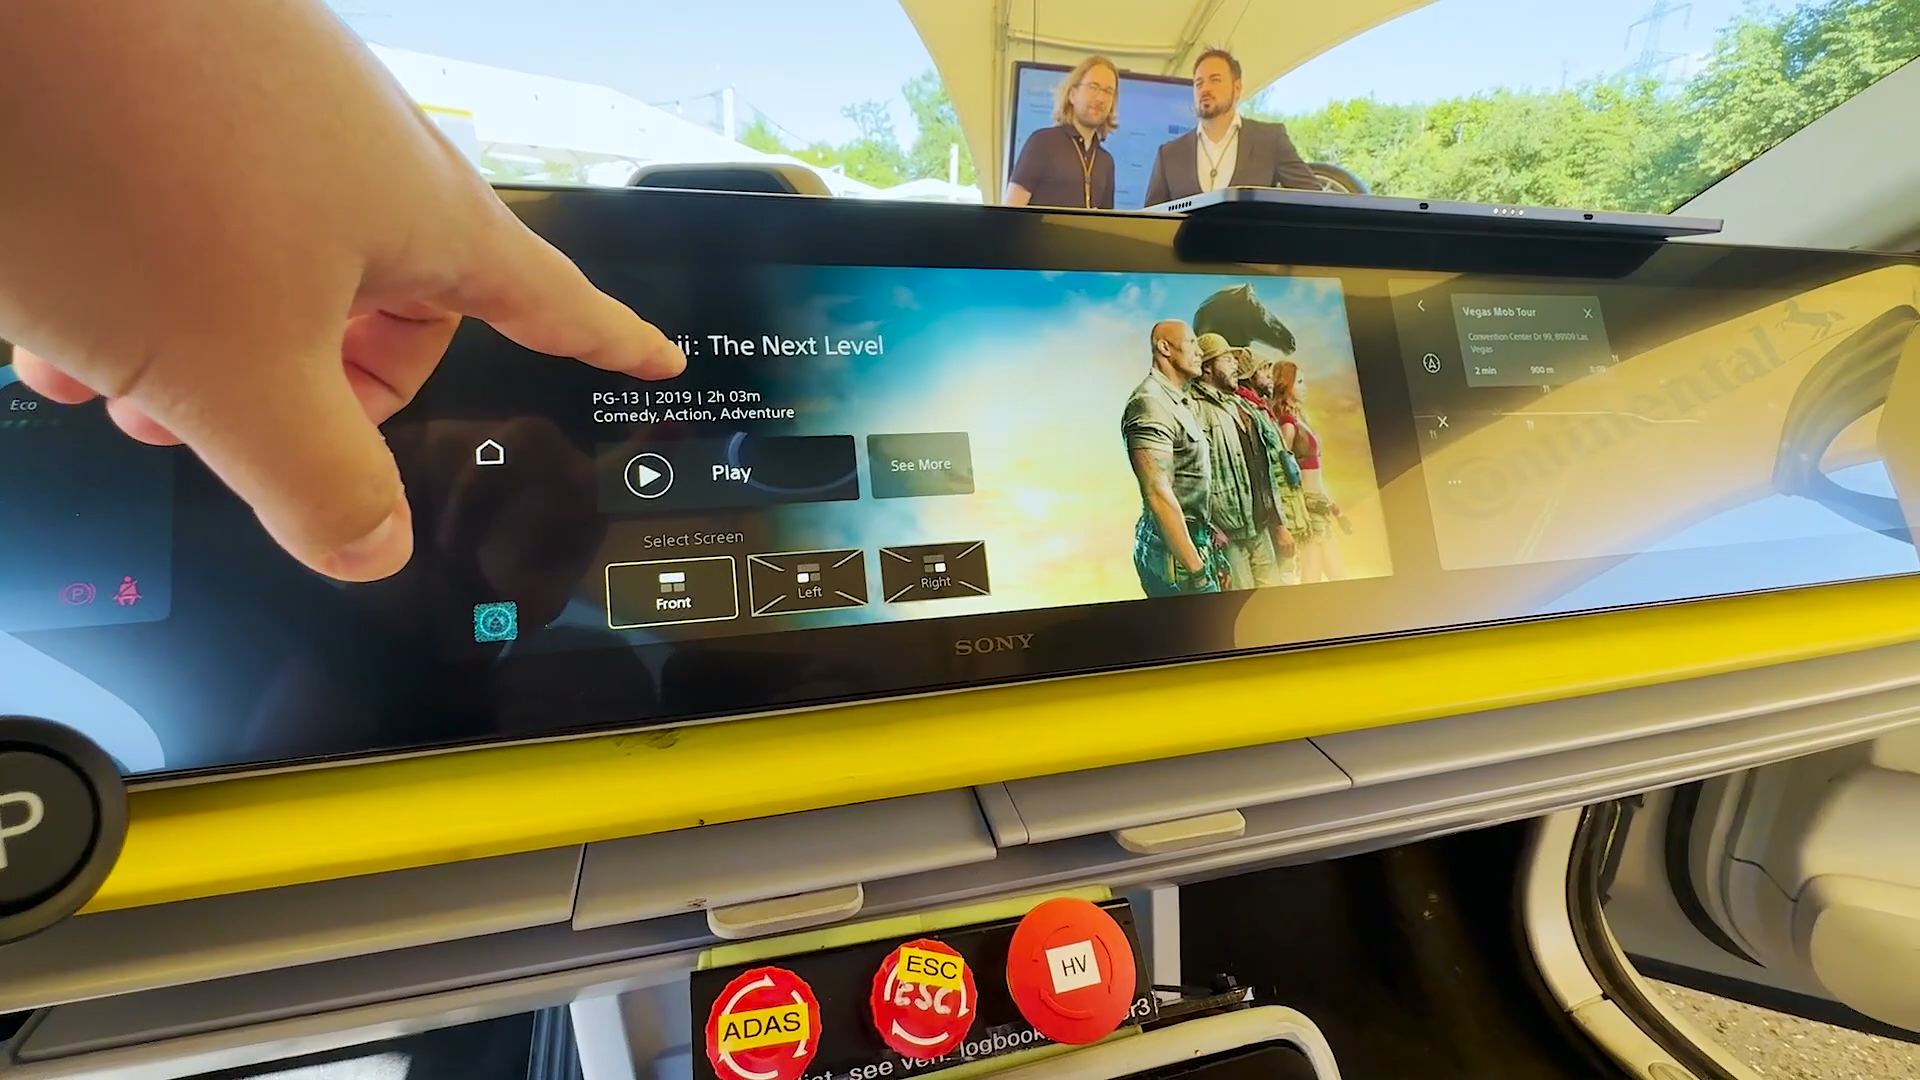 Eco
P
ii: The Next Level
PG-13 | 2019 | 2h 03m
Comedy, Action, Adventure
Play
See More
Select Screen
Front
Left
Right
SONY
Vegas Mob Tour
Convention Center Dr 99, 89109 Las
Vegas
2 min
900 m
Continental
P
ADAS
ESC
ESC
HV
see
logbook